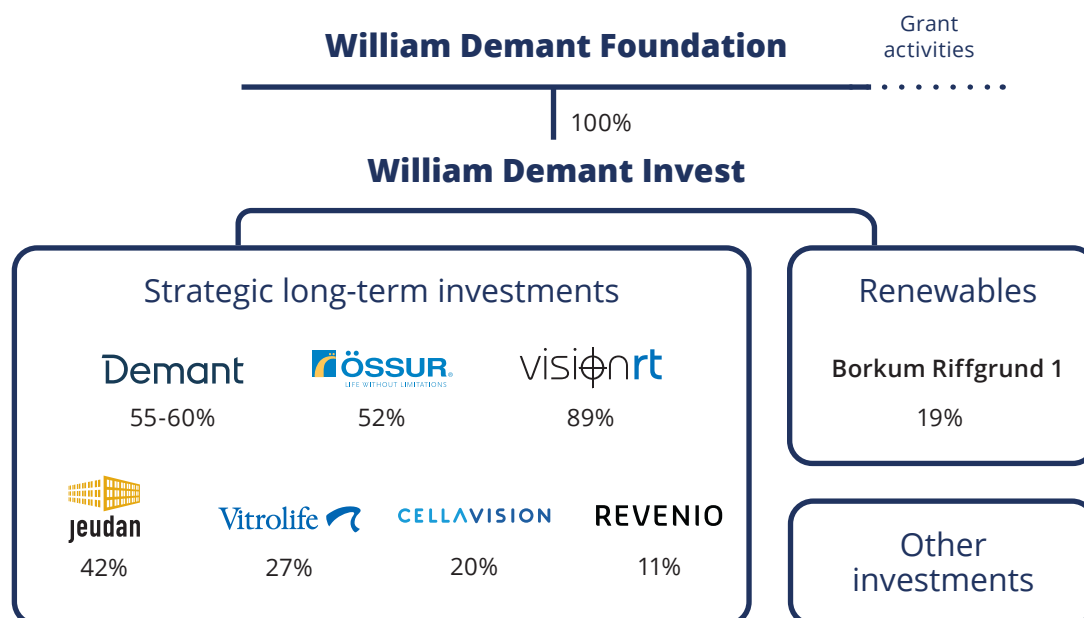 William Demant Foundation
Grant
activities
100%
William Demant Invest
Strategic long-term investments
Demant
55-60%
ÖSSUR®
LIFE WITHOUT LIMITATIONS
52%
visionrt
89%
jeudan
42%
Vitrolife
27%
CELLAVISION
20%
REVENIO
11%
Renewables
Borkum Riffgrund 1
19%
Other
investments